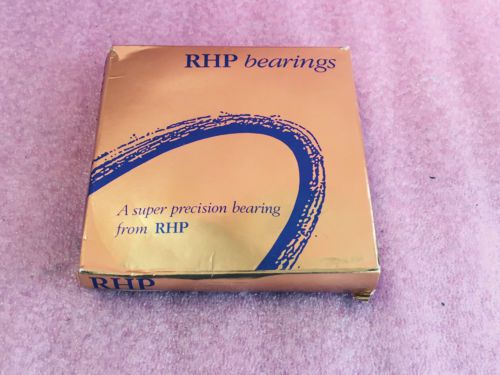 RHP bearings
A super precision bearing
from RHP
RHP